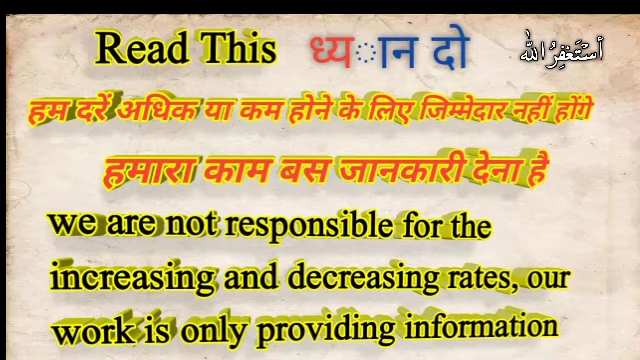 Read This ध्यान दो أَسْتَغْفِرُ اللّٰه
हम दरें अधिक या कम होने के लिए जिम्मेदार नहीं होंगे
हमारा काम बस जानकारी देना है
we are not responsible for the
increasing and decreasing rates, our
work is only providing information